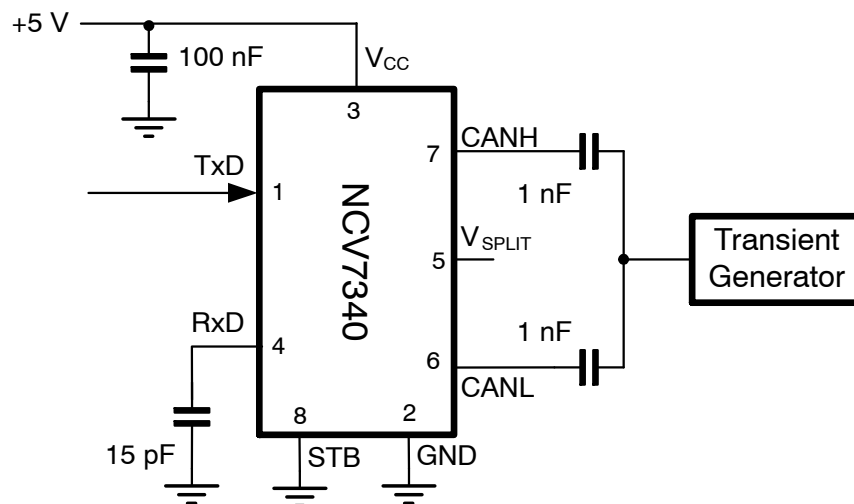 +5 V
100 nF
VCC
3
7
CANH
TxD
1
1 nF
NCV7340
VSPLIT
5
Transient
Generator
RxD
4
1 nF
6
CANL
15 pF
8
2
STB
GND